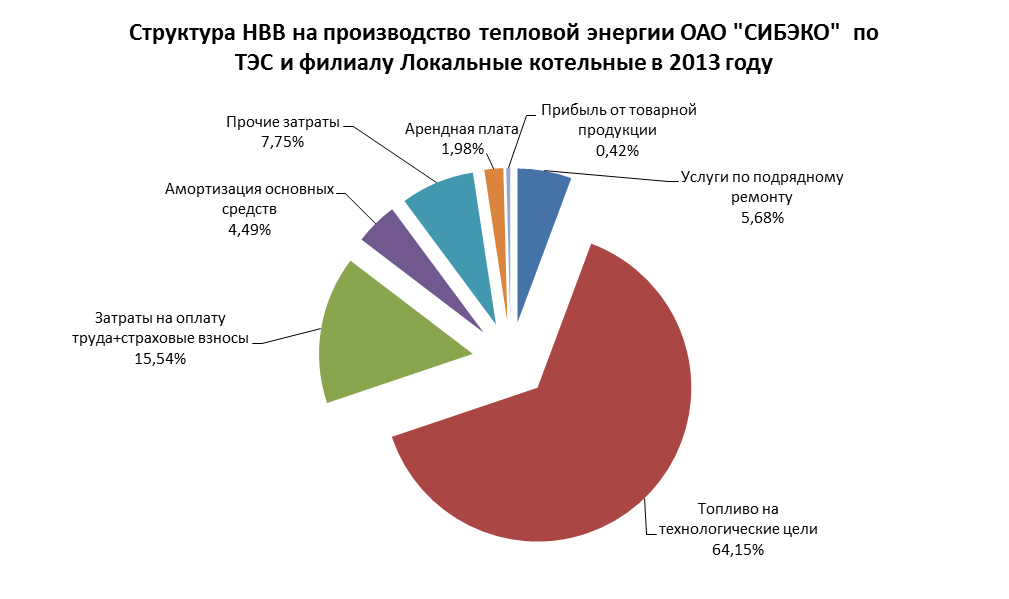 Структура НВВ на производство тепловой энергии ОАО "СИБЭКО" по
ТЭС и филиалу Локальные котельные в 2013 году
Прибыль от товарной
продукции
0,42%
Прочие затраты
7,75%
Арендная плата
1,98%
Услуги по подрядному
ремонту
5,68%
Амортизация основных
средств
4,49%
Затраты на оплату
труда+страховые взносы
15,54%
Топливо на
технологические цели
64,15%